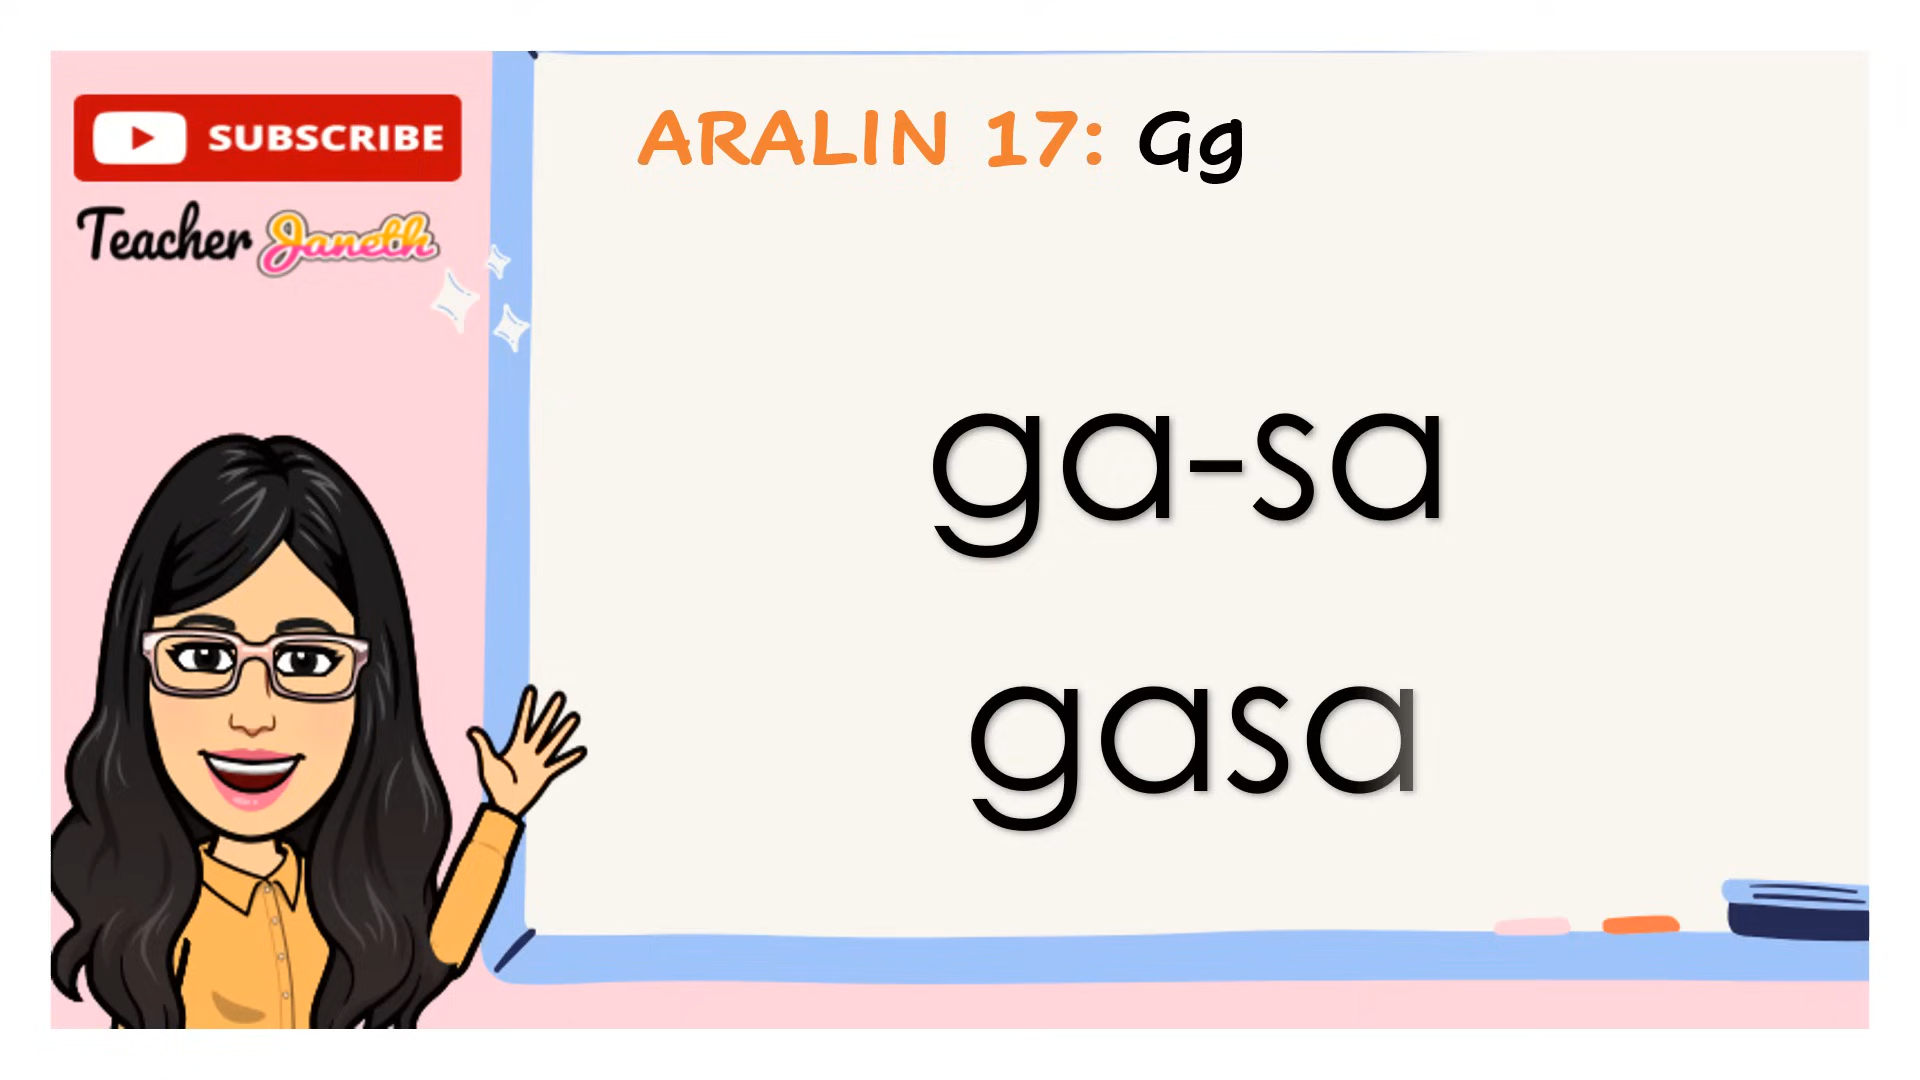 SUBSCRIBE
Teacher Janeth
ARALIN 17: Gg
ga-sa
gasa